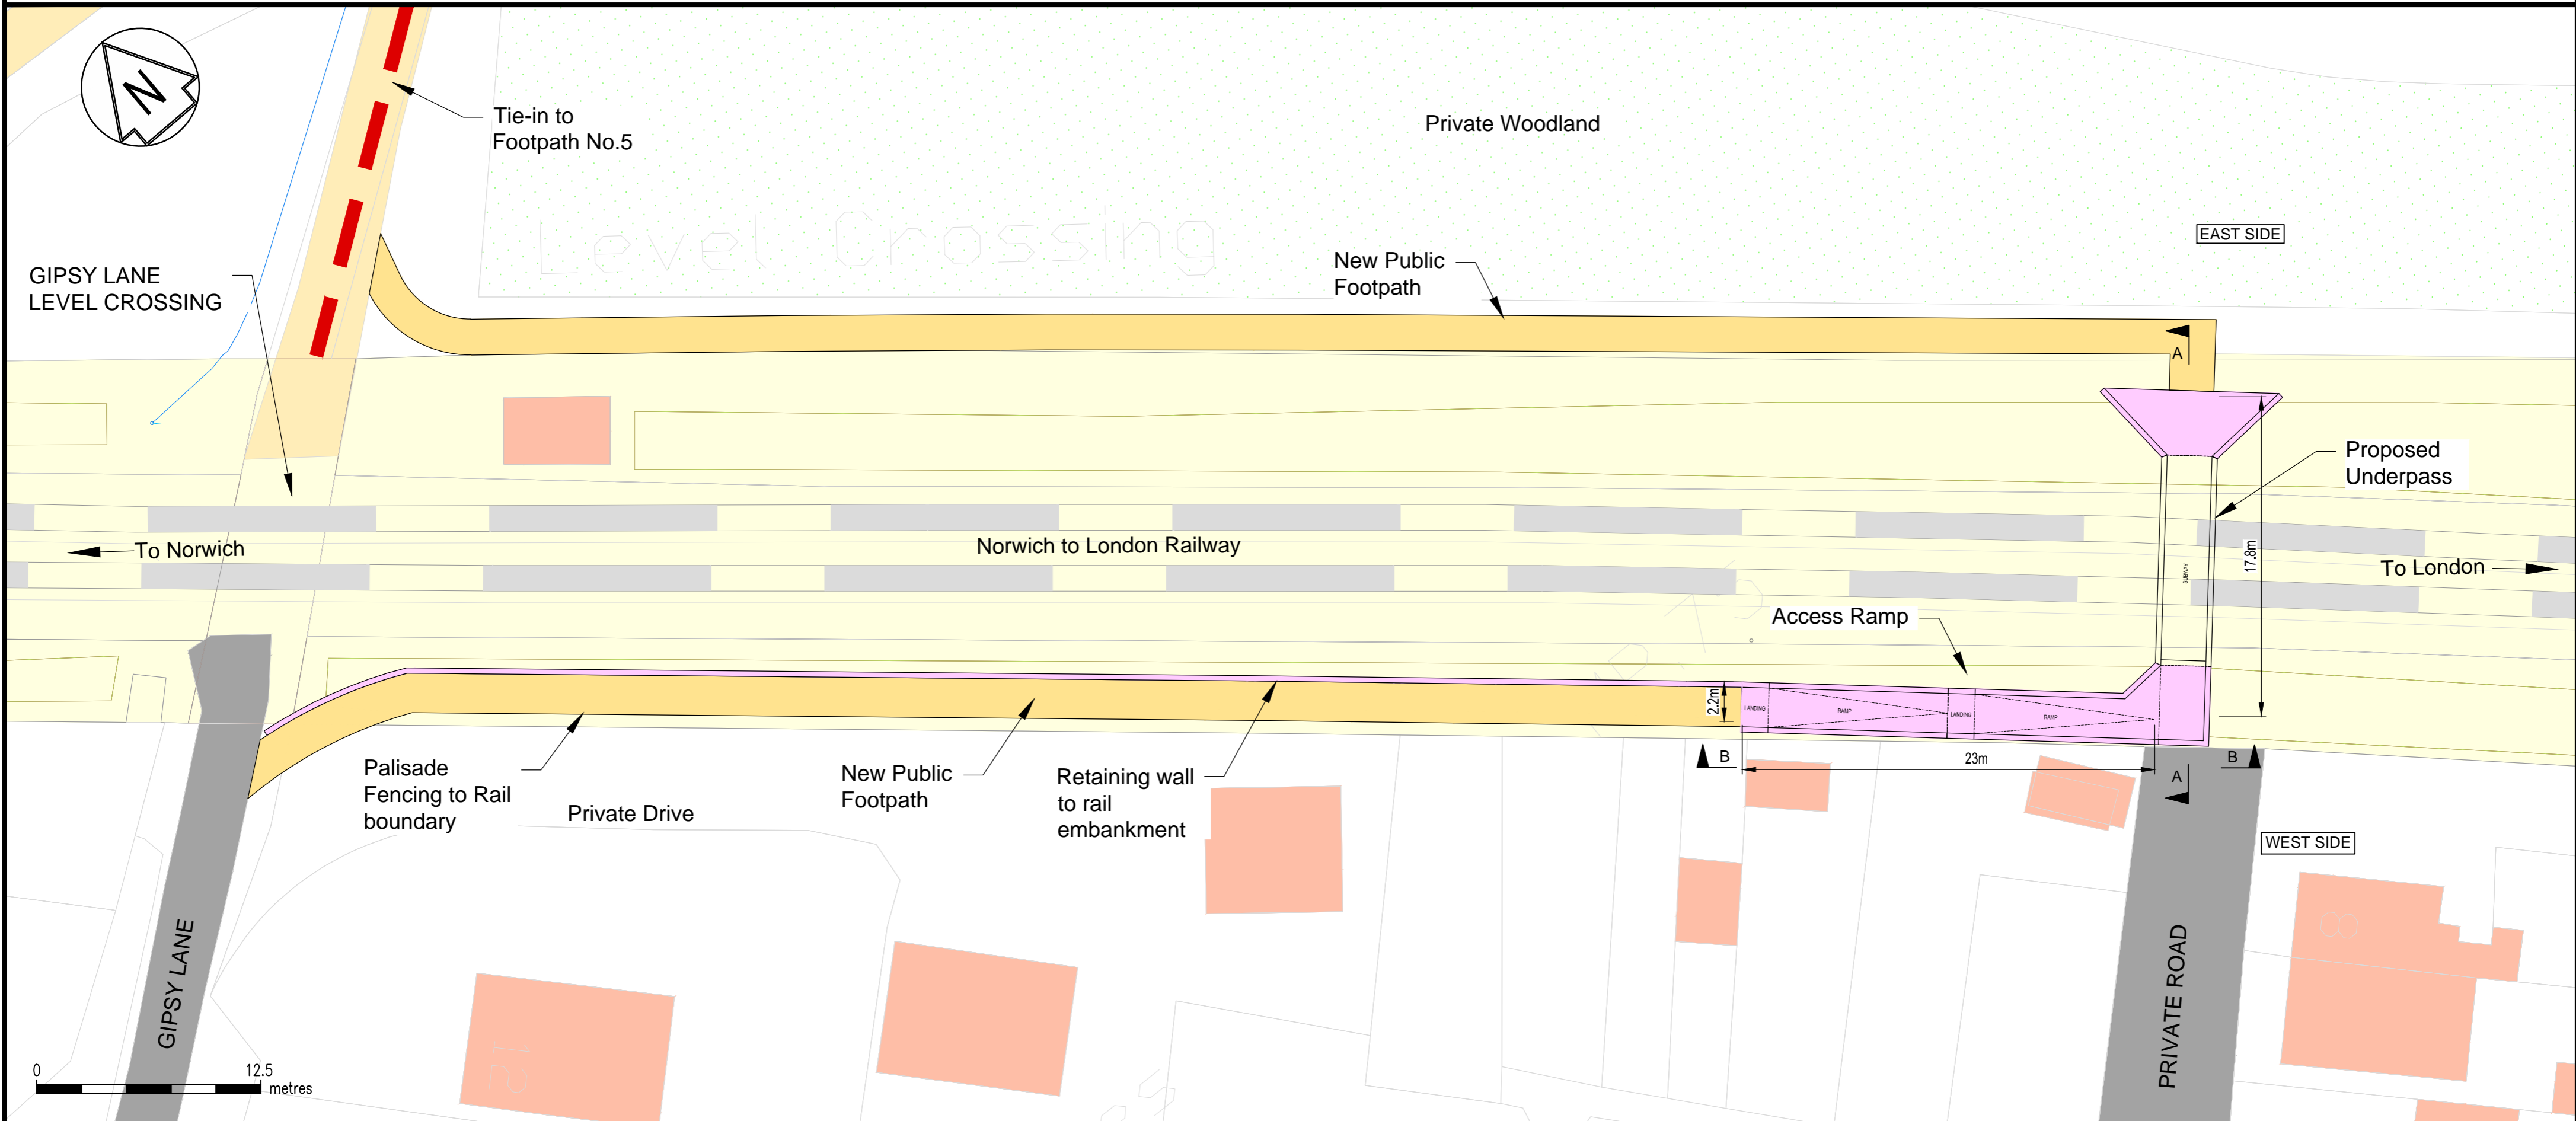 N
Tie-in to
Footpath No.5
Private Woodland
Level Crossing
EAST SIDE
GIPSY LANE
LEVEL CROSSING
New Public
Footpath
A
Proposed
Underpass
To Norwich
Norwich to London Railway
17.8m
SUBWAY
To London
Access Ramp
2.2m
LANDING
RAMP
LANDING
RAMP
B
23m
A
B
Palisade
Fencing to Rail
boundary
Private Drive
New Public
Footpath
Retaining wall
to rail
embankment
WEST SIDE
GIPSY LANE
PRIVATE ROAD
8
21
0
12.5
metres